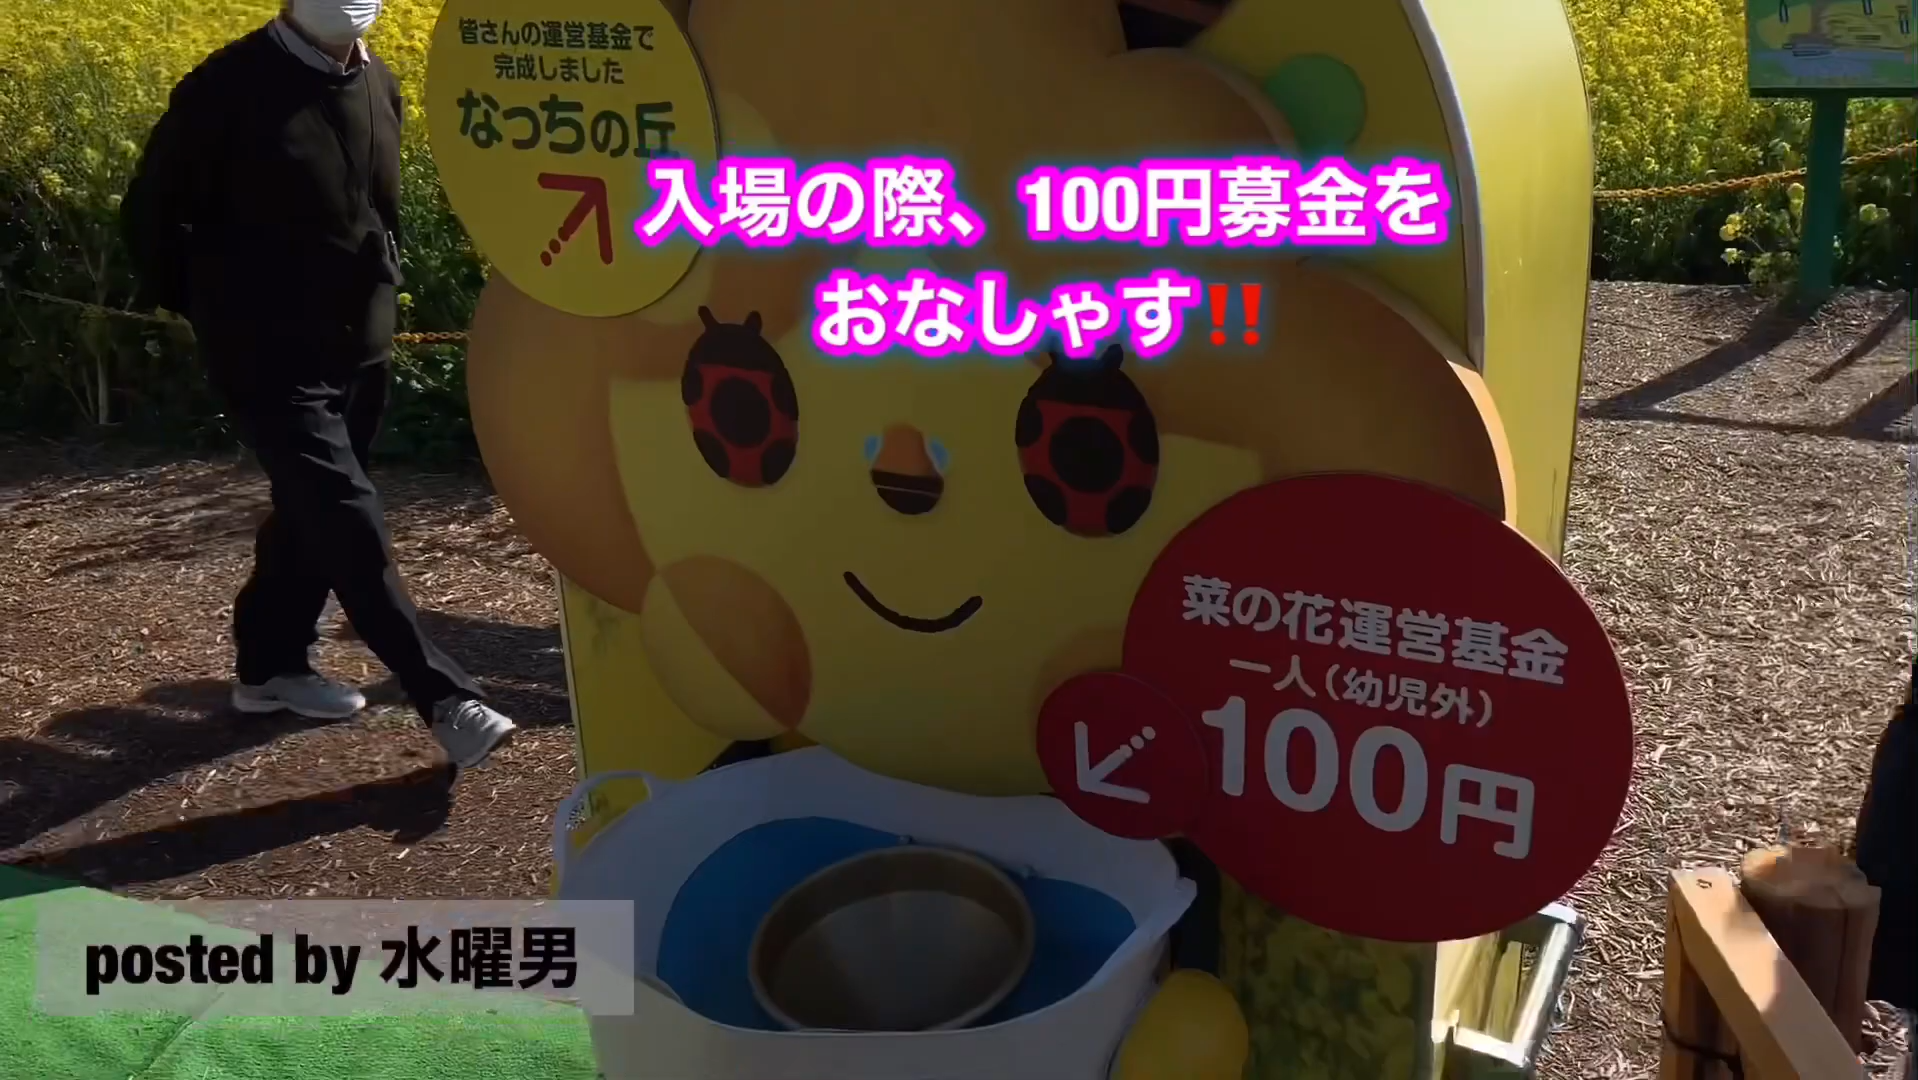 皆さんの運営基金で
完成しました
なっちの丘
入場の際、100円募金を
おなしゃす‼
菜の花運営基金
一人(幼児外)
100円
posted by 水曜男